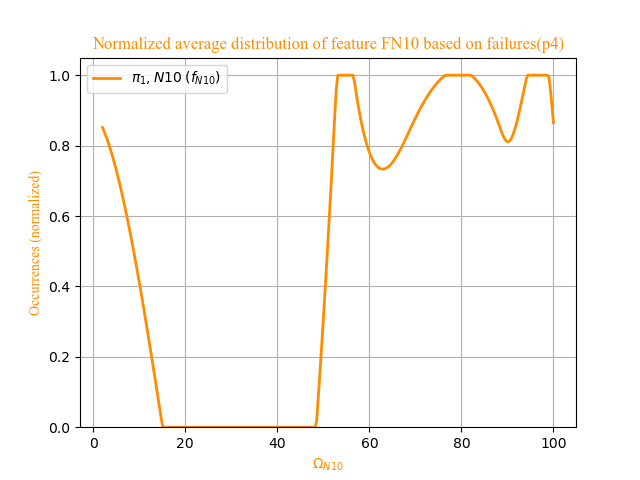 Normalized average distribution of feature FN10 based on failures(p4)
π₁, N10 (f_N10)
Occurrences (normalized)
1.0
0.8
0.6
0.4
0.2
0.0
0 20 40 60 80 100
Ω_N10